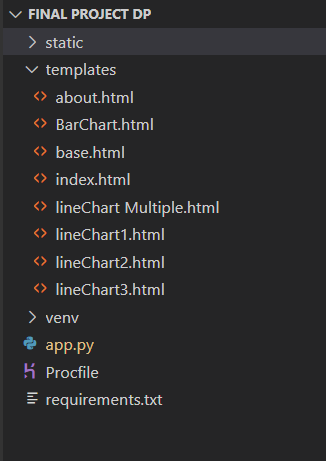 FINAL PROJECT DP
static
templates
about.html
BarChart.html
base.html
index.html
lineChart Multiple.html
lineChart1.html
lineChart2.html
lineChart3.html
venv
app.py
Procfile
requirements.txt